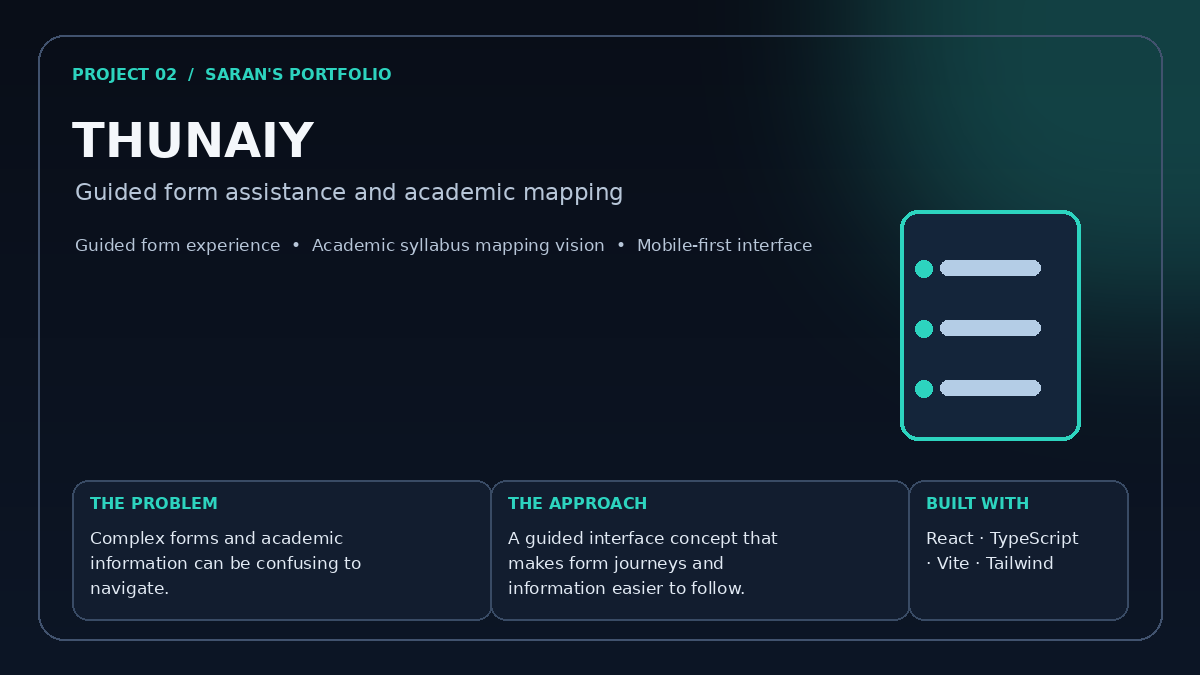 PROJECT 02 / SARAN'S PORTFOLIO
THUNAIY
Guided form assistance and academic mapping
Guided form experience • Academic syllabus mapping vision • Mobile-first interface
THE PROBLEM
Complex forms and academic
information can be confusing to
navigate.
THE APPROACH
A guided interface concept that
makes form journeys and
information easier to follow.
BUILT WITH
React · TypeScript
· Vite · Tailwind